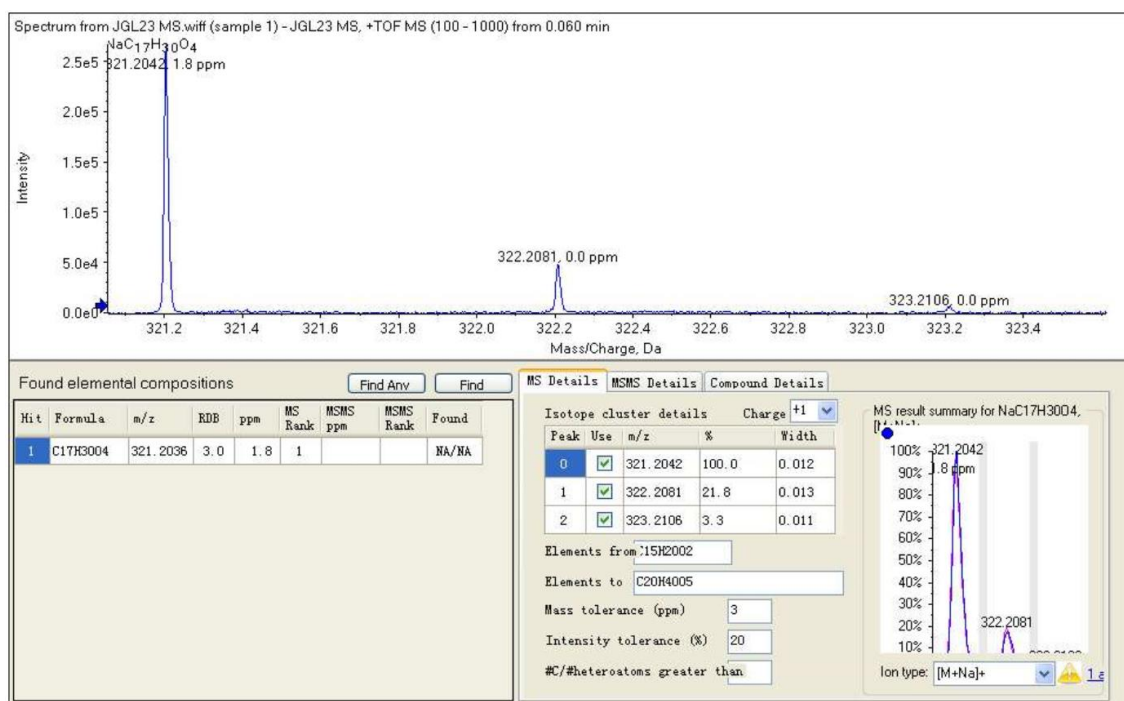 Spectrum from JGL23 MS.wiff (sample 1) - JGL23 MS, +TOF MS (100 - 1000) from 0.060 min
NaC17H30O4
321.2042, 1.8 ppm
2.5e5
2.0e5
1.5e5
1.0e5
5.0e4
0.0e0
Intensity
322.2081, 0.0 ppm
323.2106, 0.0 ppm
321.2 321.4 321.6 321.8 322.0 322.2 322.4 322.6 322.8 323.0 323.2 323.4
Mass/Charge, Da
Found elemental compositions
Find Any Find
Hit Formula m/z RDB ppm MS Rank MSMS ppm MSMS Rank Found
1 C17H30O4 321.2036 3.0 1.8 1 NA/NA
MS Details MSMS Details Compound Details
Isotope cluster details Charge +1
Peak Use m/z % Width
0 321.2042 100.0 0.012
1 322.2081 21.8 0.013
2 323.2106 3.3 0.011
Elements from C15H20O2
Elements to C20H40O5
Mass tolerance (ppm) 3
Intensity tolerance (%) 20
#C/#heteroatoms greater than
MS result summary for NaC17H30O4,
[M+Na]+
100%
90%
80%
70%
60%
50%
40%
30%
20%
10%
321.2042
1.8 ppm
322.2081
Ion type: [M+Na]+ 1 a